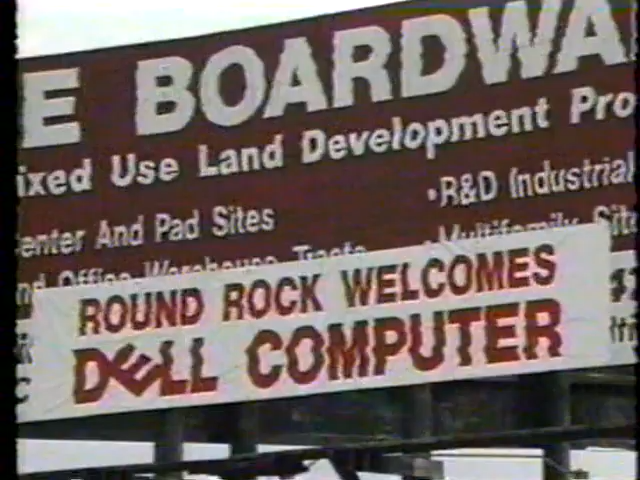 E BOARDWA
ixed Use Land Development Pro
enter And Pad Sites
•R&D Industrial
nd Office-Warehouse Tracts
•Multifamily Sit
ROUND ROCK WELCOMES
DELL COMPUTER